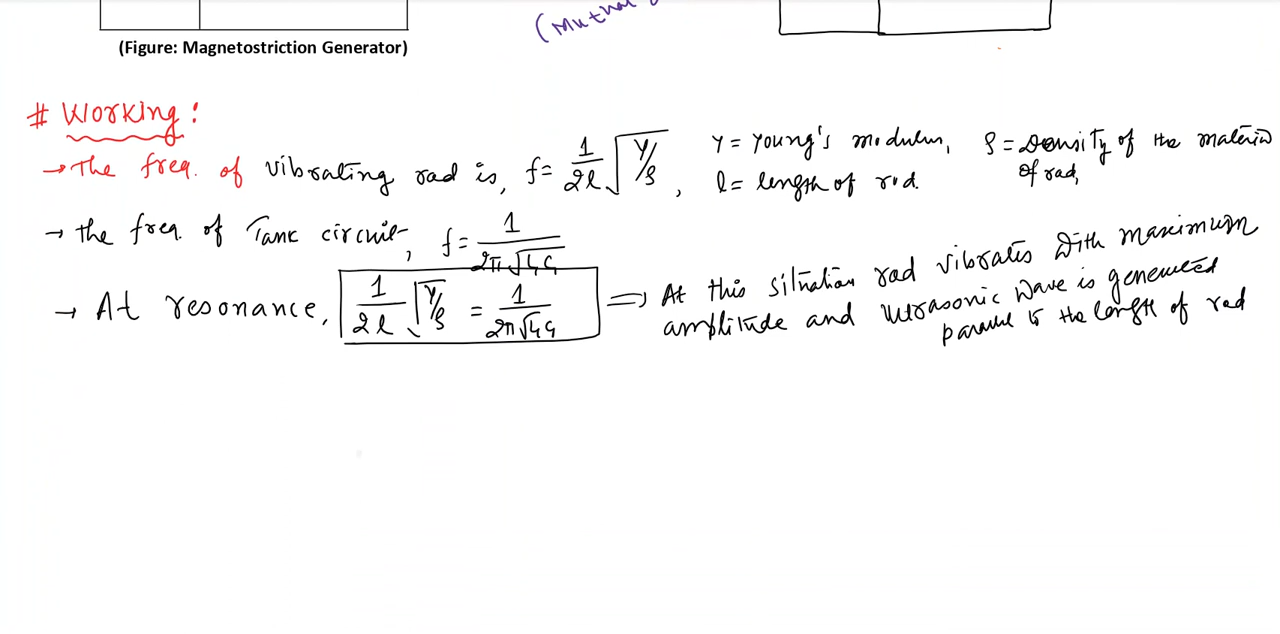 (Mutual
(Figure: Magnetostriction Generator)
# Working:
→ The freq. of vibrating rod is, f = 1/2l √Y/ρ, Y = Young's modulus, ρ = Density of the material of rod,
l = length of rod.
→ the freq. of Tank circuit, f = 1/2π√L₁C₁
→ At resonance, 1/2l √Y/ρ = 1/2π√L₁C₁ ⇒ At this situation rod vibrates with maximum
amplitude and ultrasonic wave is generated
parallel to the length of rod